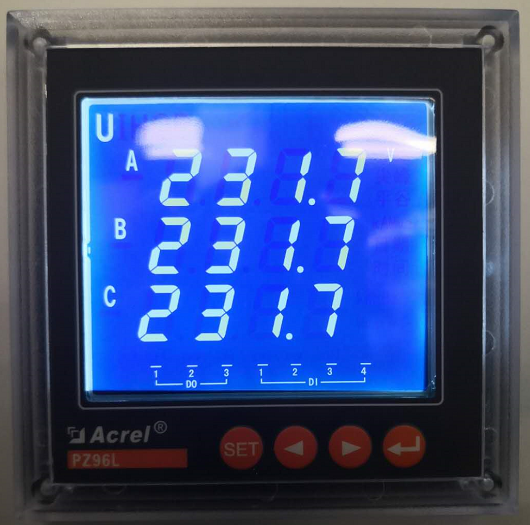 U
A 231.7 V
B 231.7
C 231.7
1 2 3 1 2 3 4
DO DI
Acrel®
PZ96L
SET